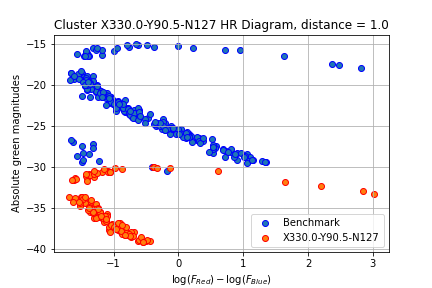 Cluster X330.0-Y90.5-N127 HR Diagram, distance = 1.0
Absolute green magnitudes
−15
−20
−25
−30
−35
−40
Benchmark
X330.0-Y90.5-N127
−1
0
1
2
3
log(F_Red) − log(F_Blue)